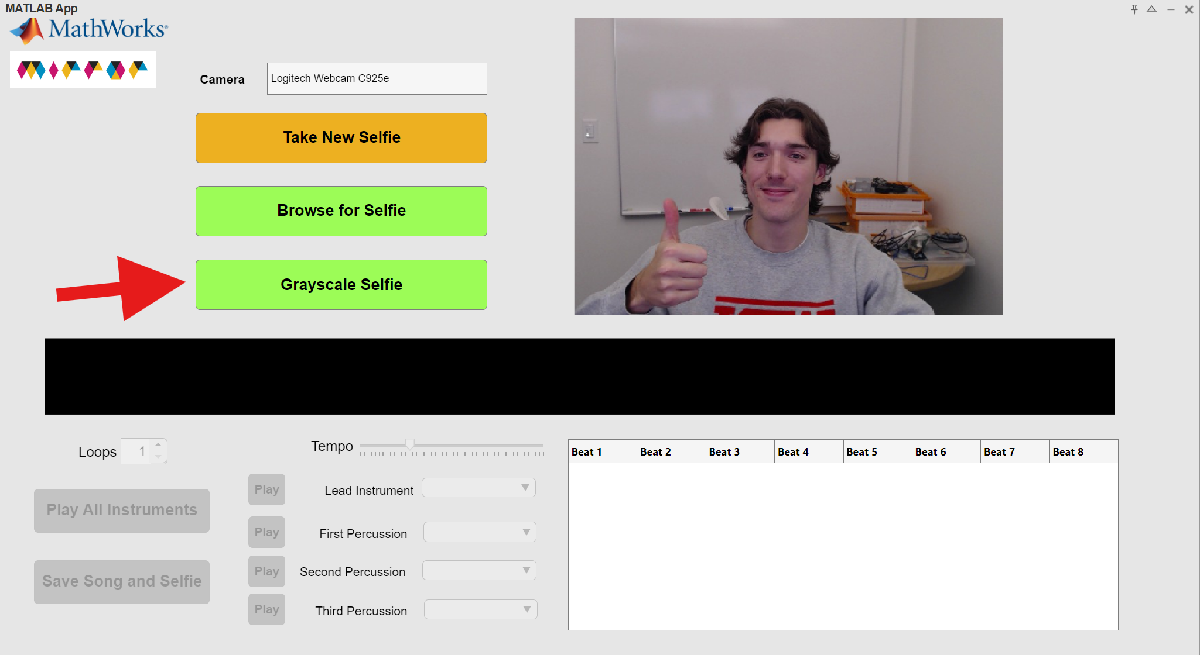 MATLAB App
MathWorks®
Camera
Logitech Webcam C925e
Take New Selfie
Browse for Selfie
Grayscale Selfie
Loops
1
Tempo
Beat 1 Beat 2 Beat 3 Beat 4 Beat 5 Beat 6 Beat 7 Beat 8
Play All Instruments
Save Song and Selfie
Play Lead Instrument
Play First Percussion
Play Second Percussion
Play Third Percussion